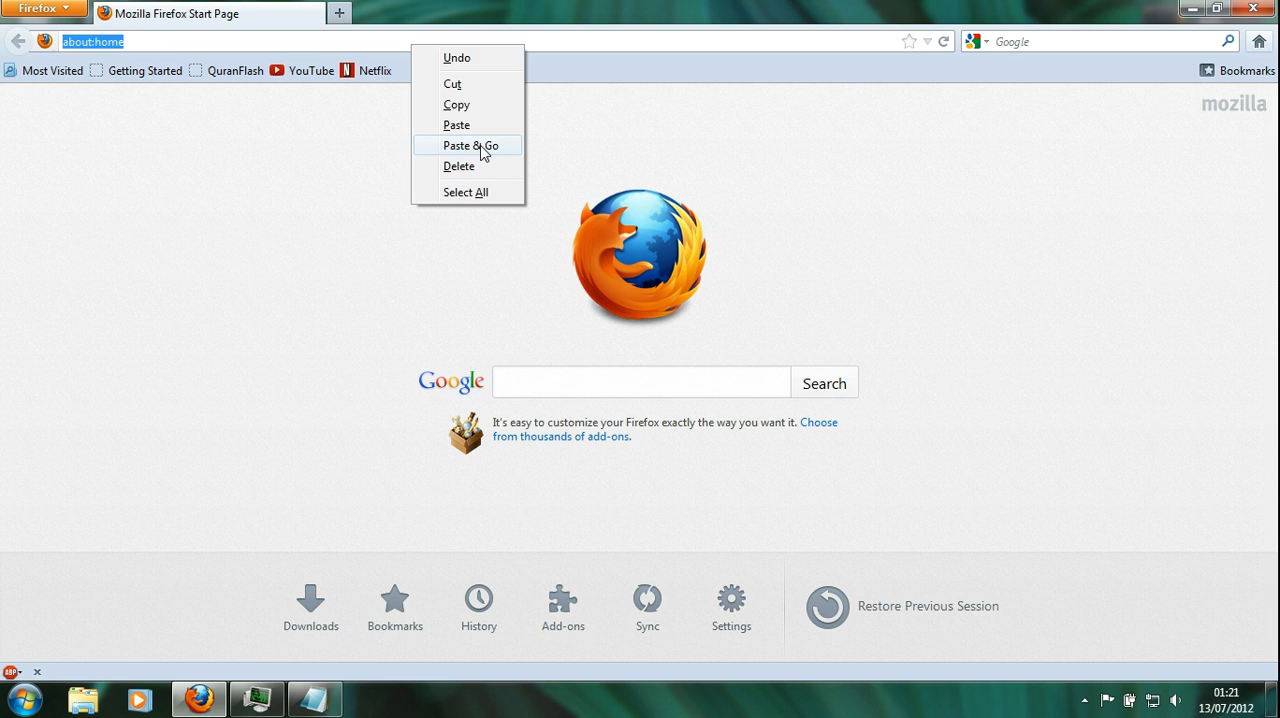 Firefox
Mozilla Firefox Start Page
about:home
Google
Most Visited
Getting Started
QuranFlash
YouTube
Netflix
Bookmarks
Undo
Cut
Copy
Paste
Paste & Go
Delete
Select All
mozilla
Google
Search
It's easy to customize your Firefox exactly the way you want it. Choose
from thousands of add-ons.
Downloads
Bookmarks
History
Add-ons
Sync
Settings
Restore Previous Session
ABP
01:21
13/07/2012